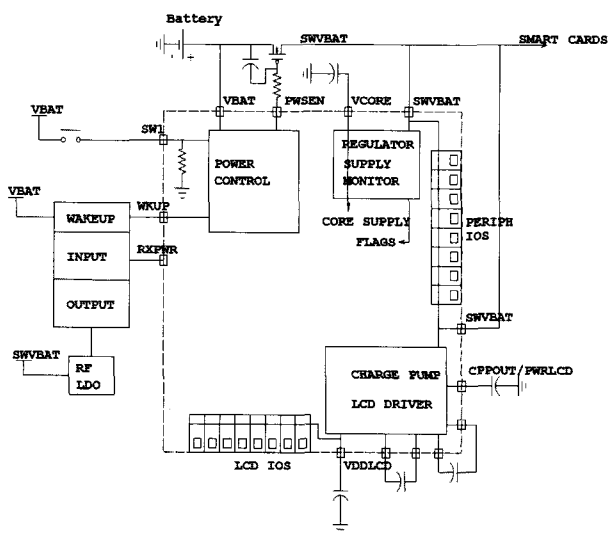 Battery
SWVBAT
SMART CARDS
VBAT
PWSEN
VCORE
SWVBAT
VBAT
SW1
POWER
CONTROL
REGULATOR
SUPPLY
MONITOR
VBAT
WKUP
CORE SUPPLY
FLAGS
PERIPH
IOS
WAKEUP
RXPWR
INPUT
OUTPUT
SWVBAT
SWVBAT
RF
LDO
CHARGE PUMP
LCD DRIVER
CPPOUT/PWRLCD
LCD IOS
VDDLCD